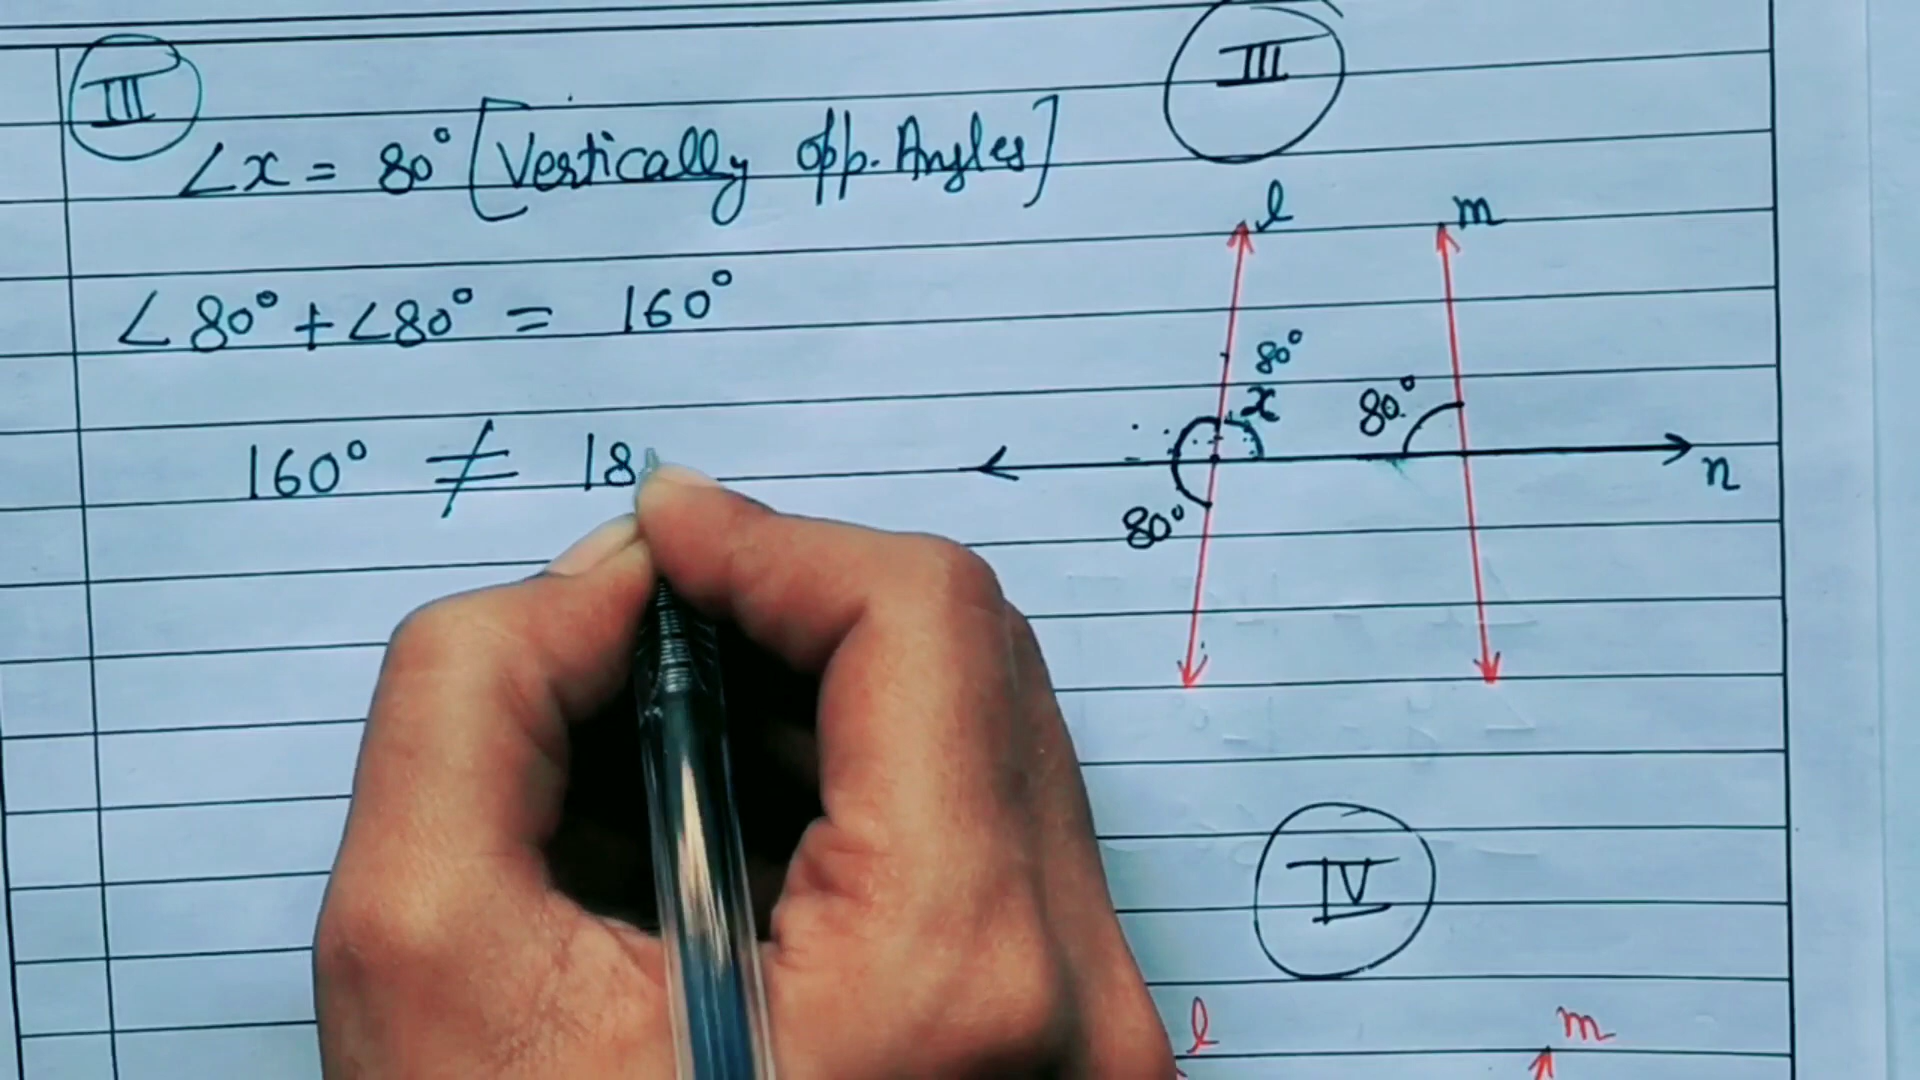 III
∠x = 80° [Vertically Opp. Angles]
∠80° + ∠80° = 160°
160° ≠ 18
III
l
m
80°
x
80°
n
80°
IV
l
m